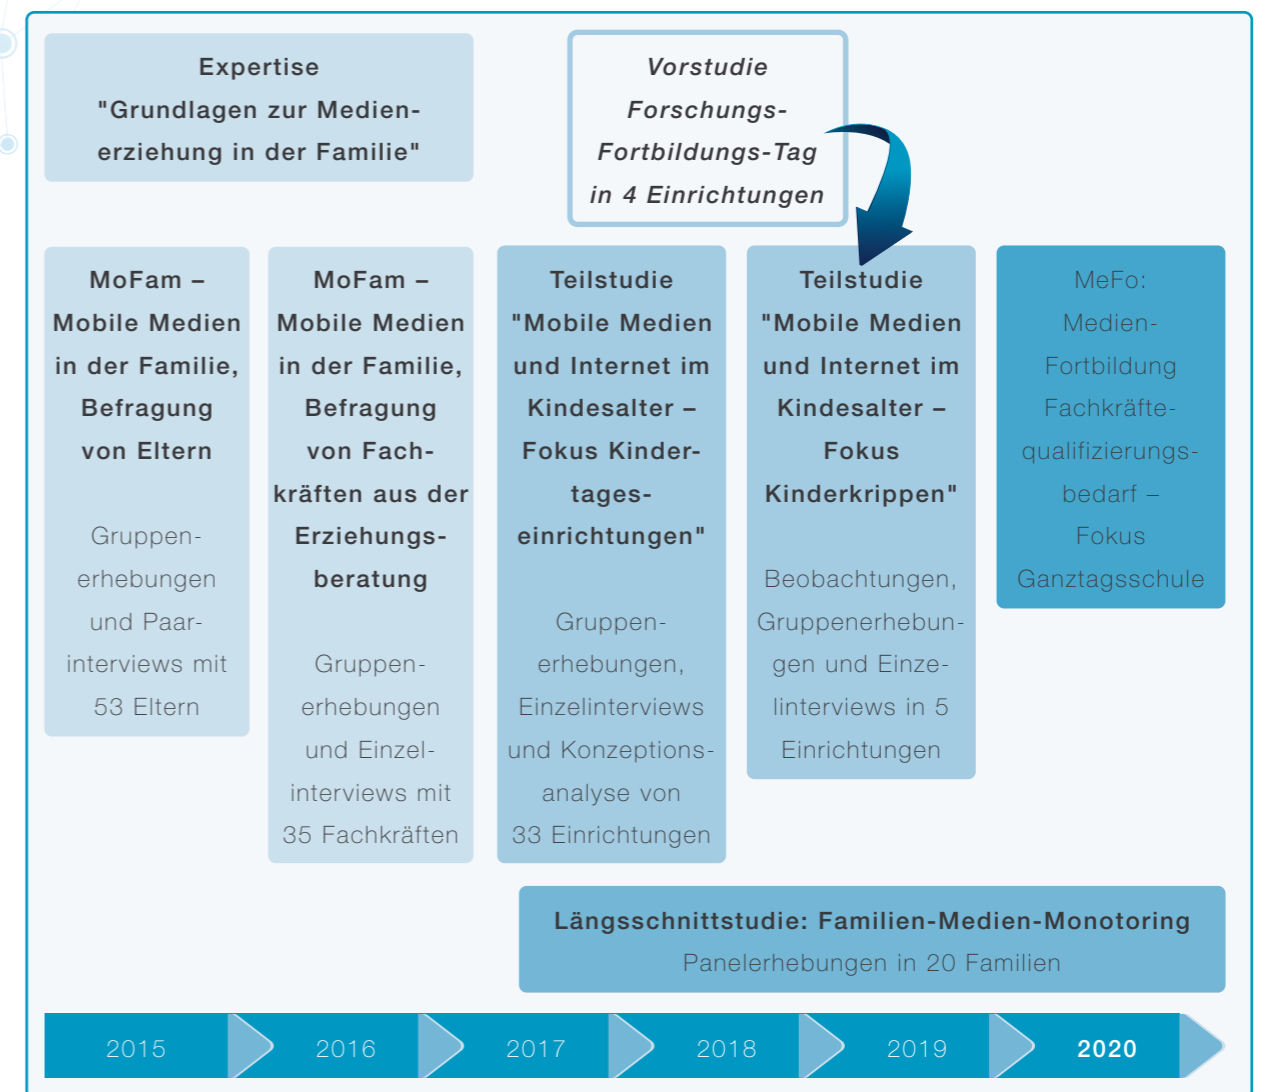 Expertise
"Grundlagen zur Medien-
erziehung in der Familie"
Vorstudie
Forschungs-
Fortbildungs-Tag
in 4 Einrichtungen
MoFam –
Mobile Medien
in der Familie,
Befragung
von Eltern
Gruppen-
erhebungen
und Paar-
interviews mit
53 Eltern
MoFam –
Mobile Medien
in der Familie,
Befragung
von Fach-
kräften aus der
Erziehungs-
beratung
Gruppen-
erhebungen
und Einzel-
interviews mit
35 Fachkräften
Teilstudie
"Mobile Medien
und Internet im
Kindesalter –
Fokus Kinder-
tages-
einrichtungen"
Gruppen-
erhebungen,
Einzelinterviews
und Konzeptions-
analyse von
33 Einrichtungen
Teilstudie
"Mobile Medien
und Internet im
Kindesalter –
Fokus
Kinderkrippen"
Beobachtungen,
Gruppenerhebun-
gen und Einze-
linterviews in 5
Einrichtungen
MeFo:
Medien-
Fortbildung
Fachkräfte-
qualifizierungs-
bedarf –
Fokus
Ganztagsschule
Längsschnittstudie: Familien-Medien-Monotoring
Panelerhebungen in 20 Familien
2015 2016 2017 2018 2019 2020